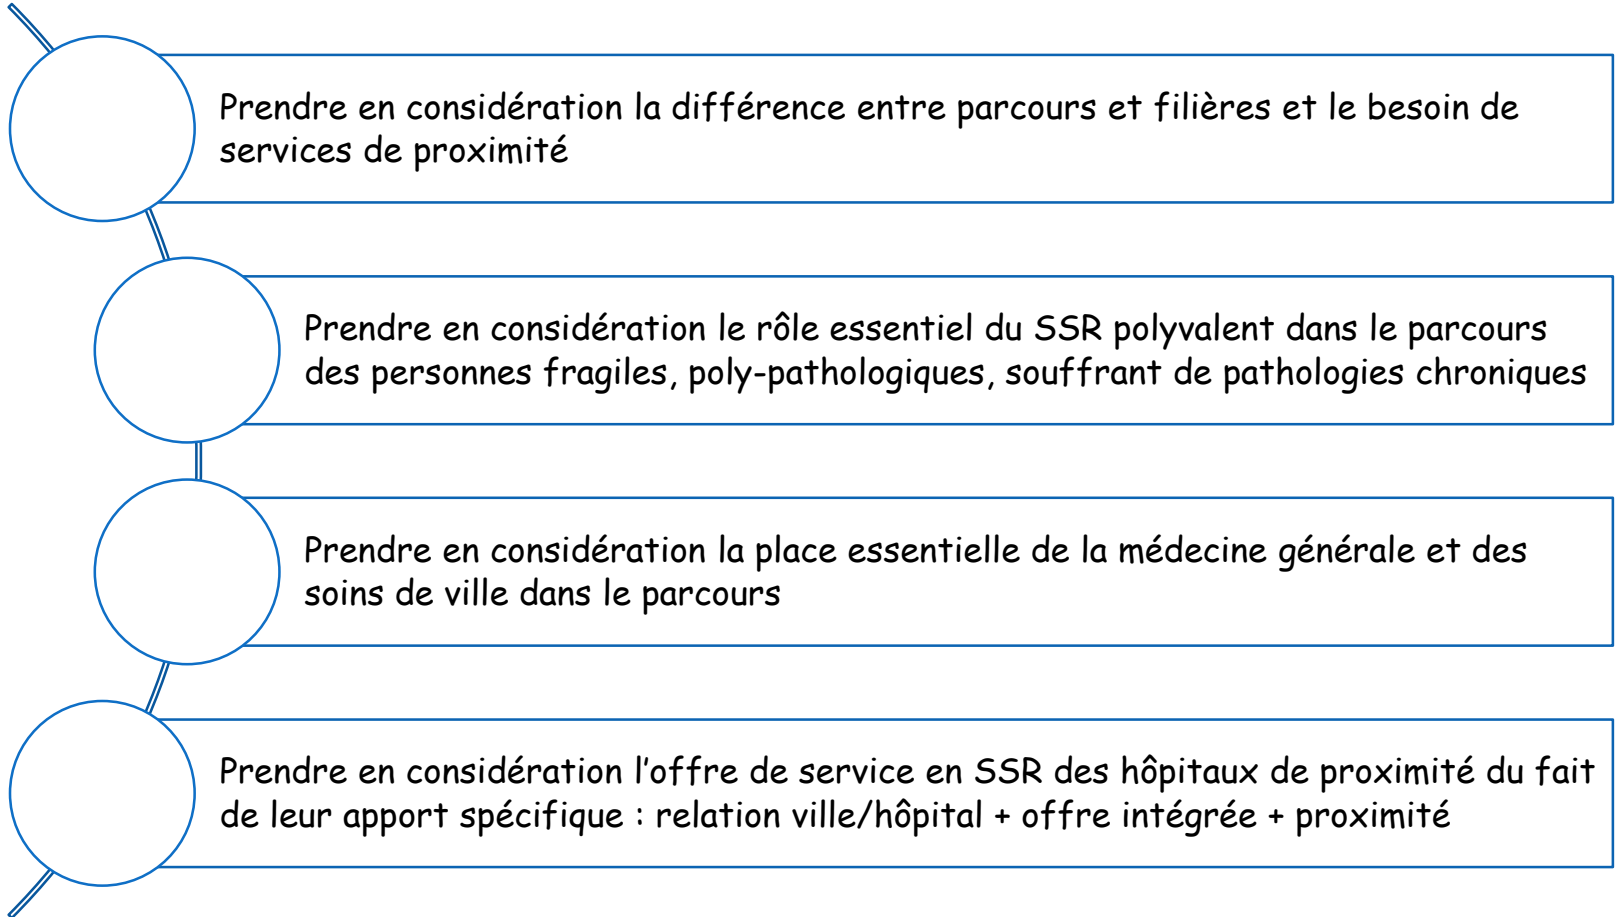 Prendre en considération la différence entre parcours et filières et le besoin de
services de proximité
Prendre en considération le rôle essentiel du SSR polyvalent dans le parcours
des personnes fragiles, poly-pathologiques, souffrant de pathologies chroniques
Prendre en considération la place essentielle de la médecine générale et des
soins de ville dans le parcours
Prendre en considération l'offre de service en SSR des hôpitaux de proximité du fait
de leur apport spécifique : relation ville/hôpital + offre intégrée + proximité